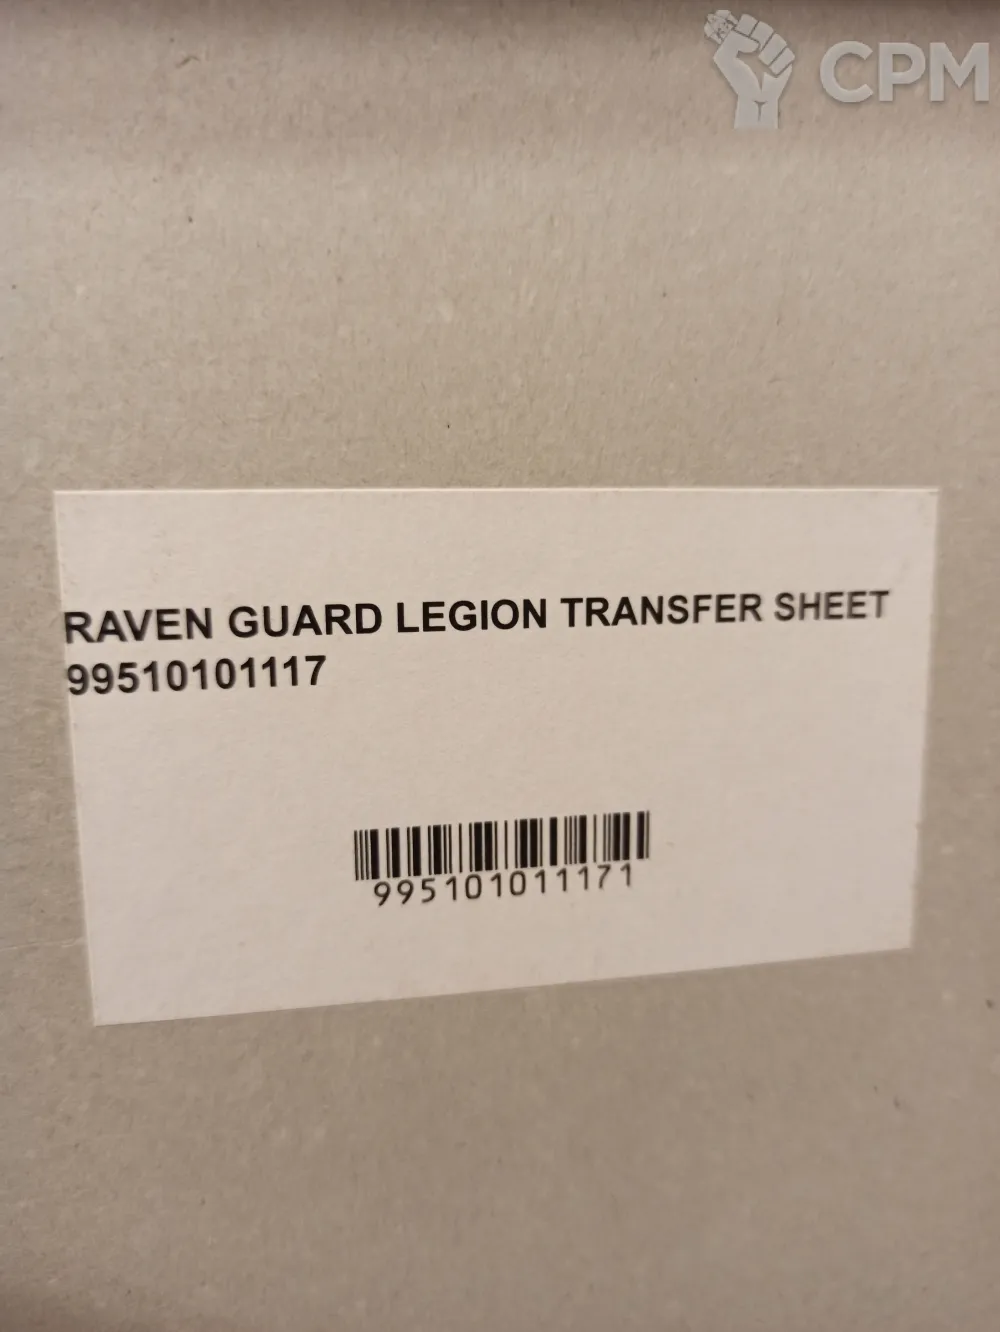 CPM
RAVEN GUARD LEGION TRANSFER SHEET
99510101117
995101011171